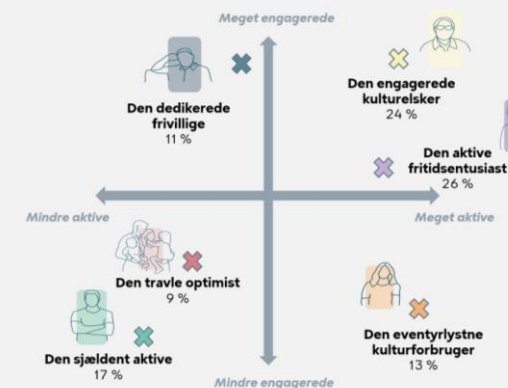 Meget engagerede
Den engagerede
kulturelsker
24 %
Den dedikerede
frivillige
11 %
Den aktive
fritidsentusiast
26 %
Mindre aktive
Meget aktive
Den travle optimist
9 %
Den eventyrlystne
kulturforbruger
13 %
Den sjældent aktive
17 %
Mindre engagerede